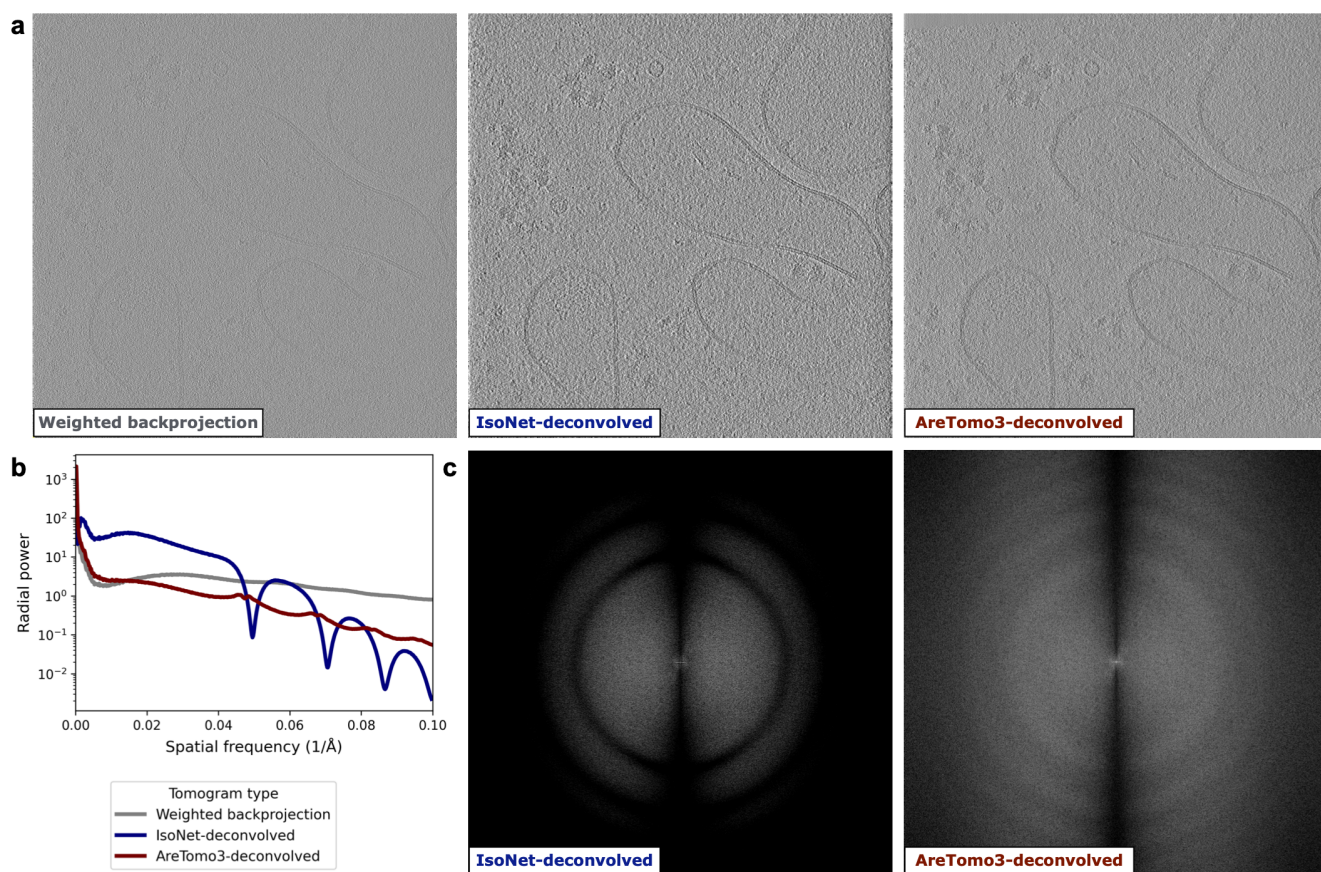 a
Weighted backprojection
IsoNet-deconvolved
AreTomo3-deconvolved
b
Radial power
10³
10²
10¹
10⁰
10⁻¹
10⁻²
0.00 0.02 0.04 0.06 0.08 0.10
Spatial frequency (1/Å)
Tomogram type
Weighted backprojection
IsoNet-deconvolved
AreTomo3-deconvolved
c
IsoNet-deconvolved
AreTomo3-deconvolved